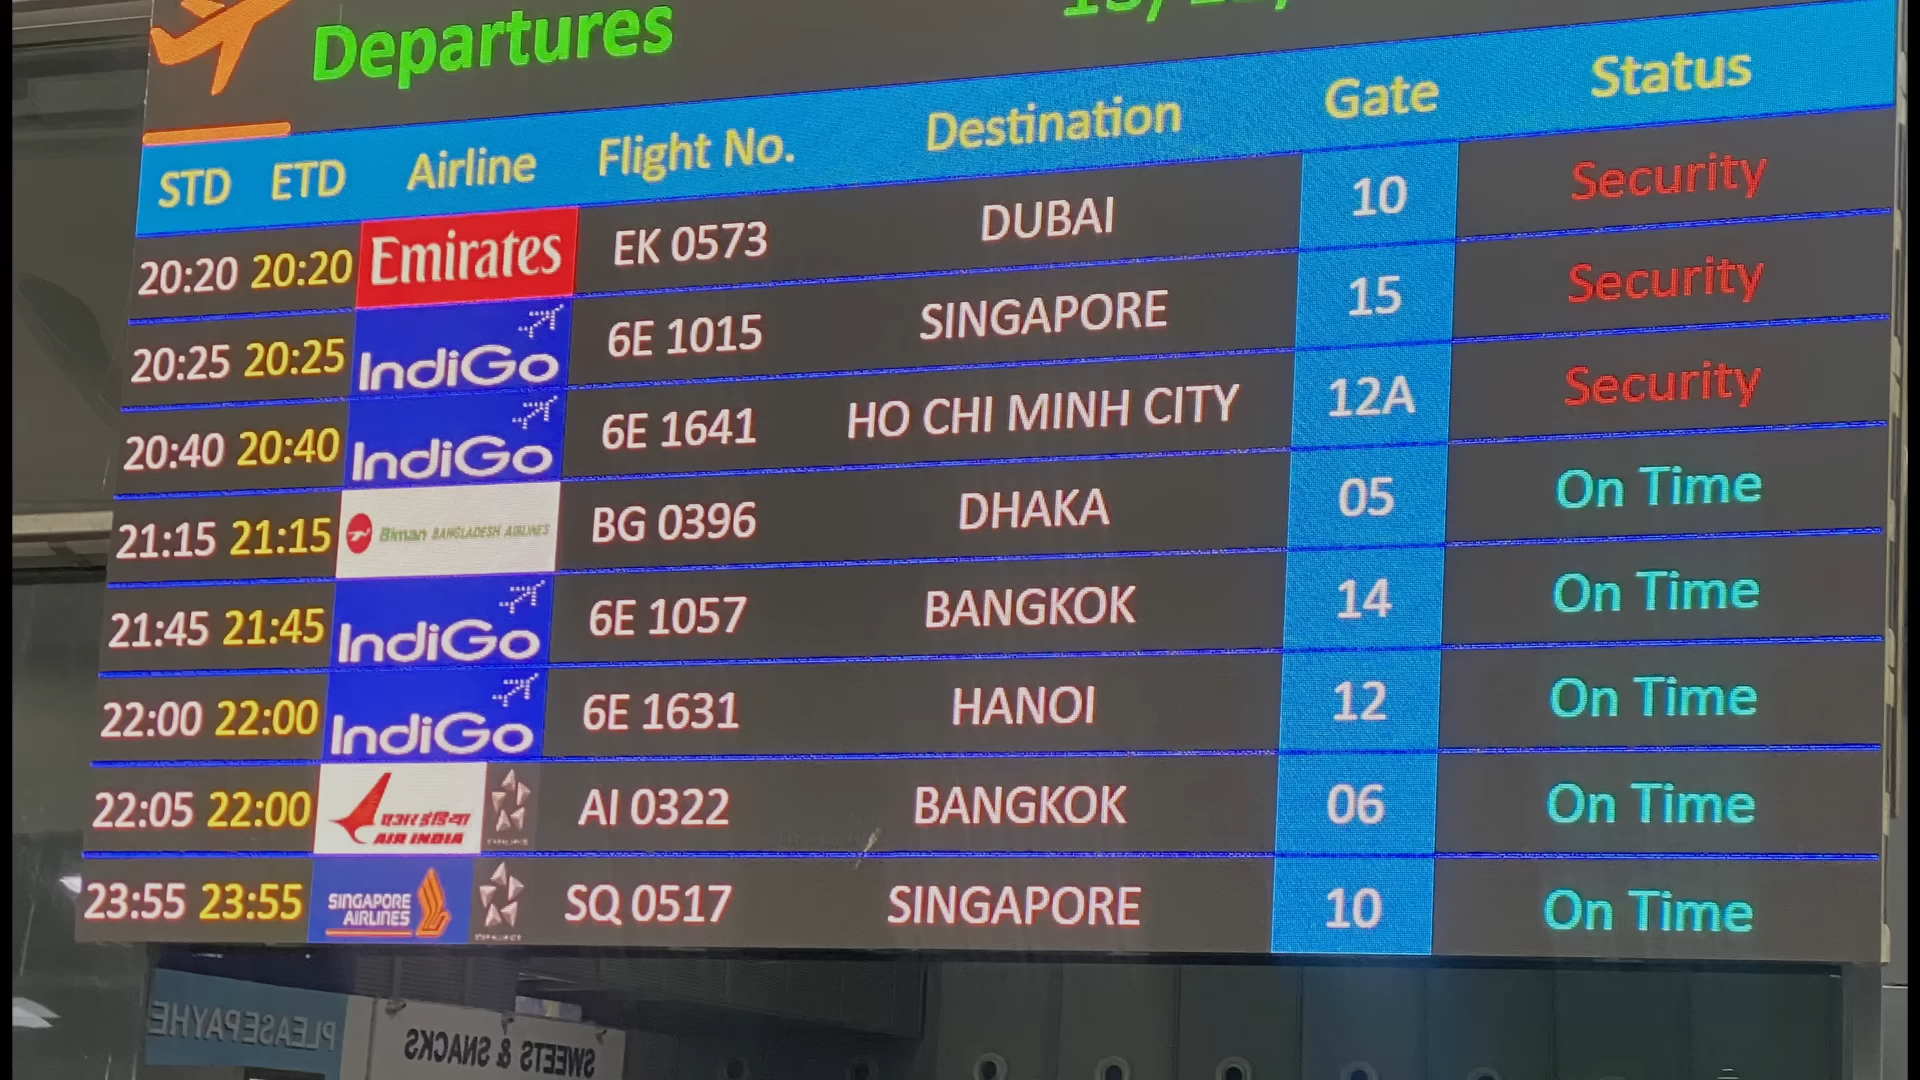 Departures
STD ETD Airline Flight No. Destination Gate Status
20:20 20:20 Emirates EK 0573 DUBAI 10 Security
20:25 20:25 IndiGo 6E 1015 SINGAPORE 15 Security
20:40 20:40 IndiGo 6E 1641 HO CHI MINH CITY 12A Security
21:15 21:15 Biman BANGLADESH AIRLINES BG 0396 DHAKA 05 On Time
21:45 21:45 IndiGo 6E 1057 BANGKOK 14 On Time
22:00 22:00 IndiGo 6E 1631 HANOI 12 On Time
22:05 22:00 एअर इंडिया AIR INDIA AI 0322 BANGKOK 06 On Time
23:55 23:55 SINGAPORE AIRLINES SQ 0517 SINGAPORE 10 On Time
PLEASEPAYHE
SWEETS & SNACKS